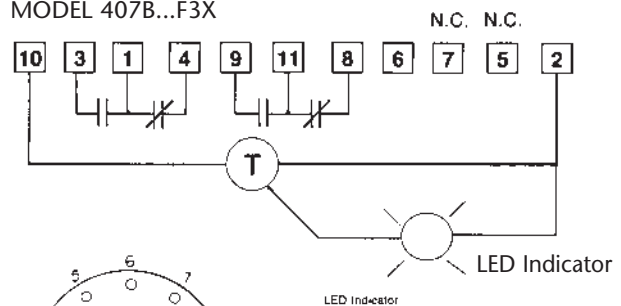 MODEL 407B...F3X
N.C. N.C.
10 3 1 4 9 11 8 6 7 5 2
T
LED Indicator
5 6 7
LED Indicator